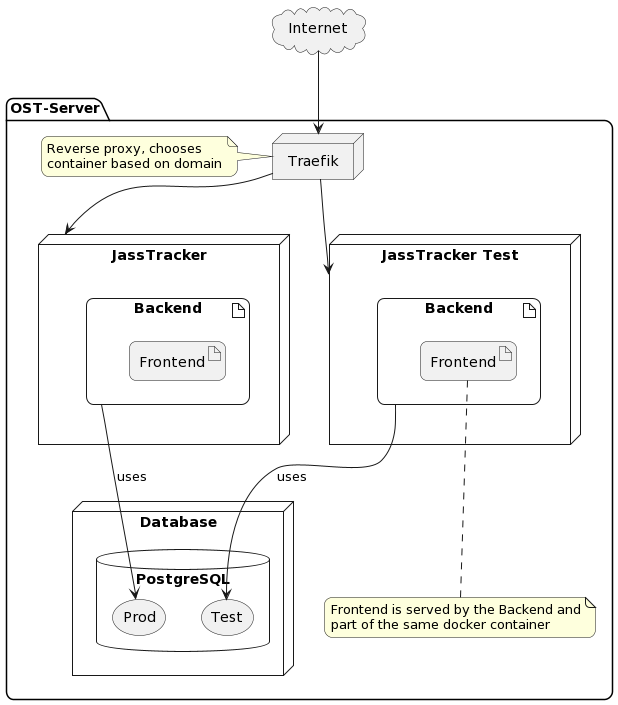 Internet
OST-Server
Reverse proxy, chooses
container based on domain
Traefik
JassTracker
JassTracker Test
Backend
Backend
Frontend
Frontend
uses
uses
Database
PostgreSQL
Prod
Test
Frontend is served by the Backend and
part of the same docker container